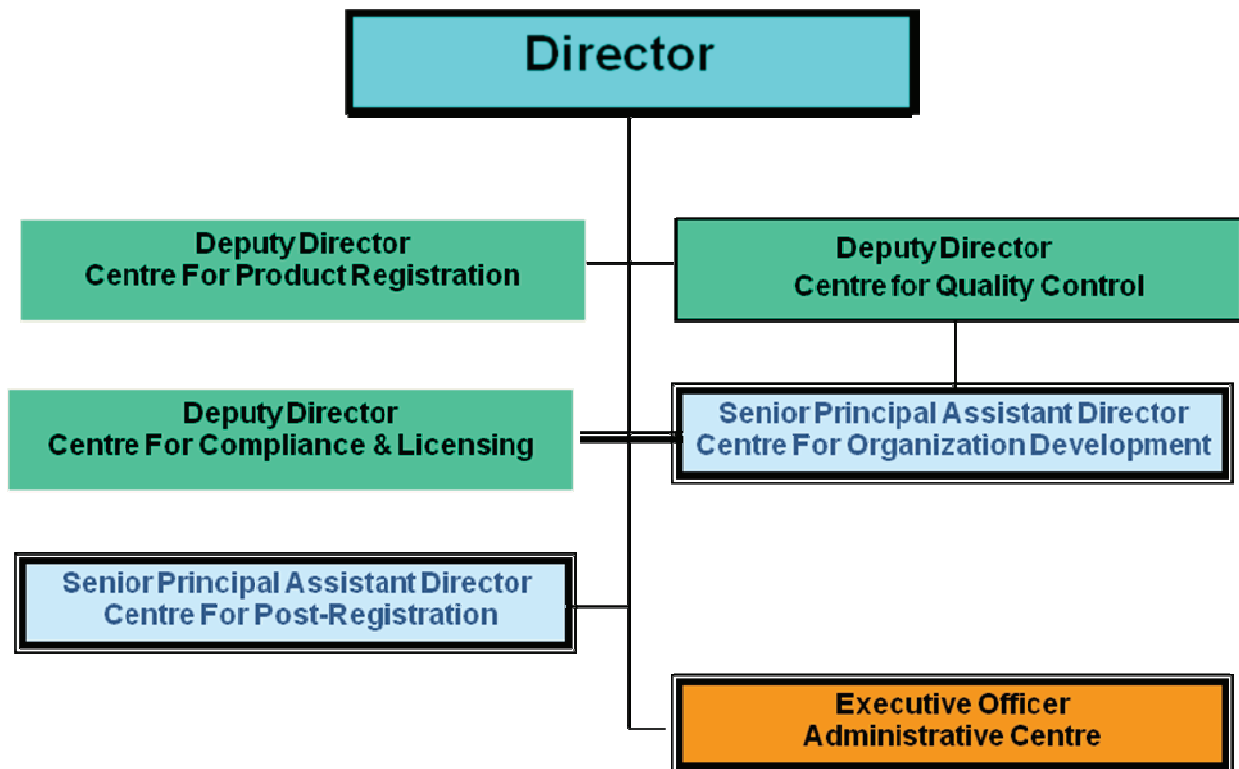 Director
Deputy Director
Centre For Product Registration
Deputy Director
Centre for Quality Control
Deputy Director
Centre For Compliance & Licensing
Senior Principal Assistant Director
Centre For Organization Development
Senior Principal Assistant Director
Centre For Post-Registration
Executive Officer
Administrative Centre